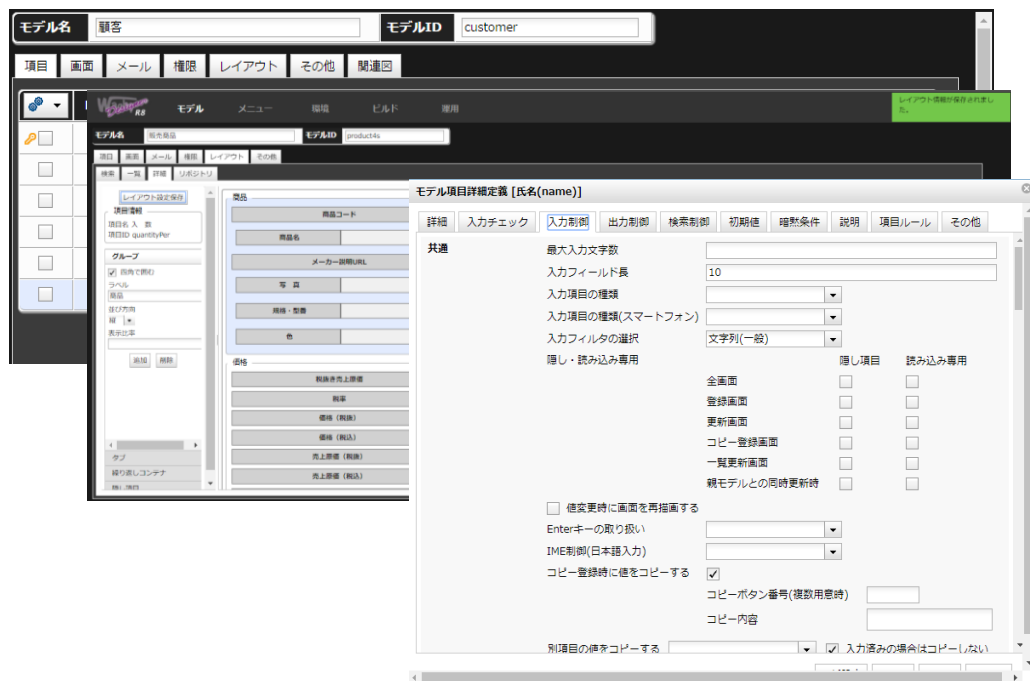 モデル名 顧客 モデルID customer
項目 画面 メール 権限 レイアウト その他 関連図
Wagby R8 モデル メニュー 環境 ビルド 運用
レイアウト情報が保存されまし
た。
モデル名 販売商品 モデルID product4s
項目 画面 メール 権限 レイアウト その他
検索 一覧 詳細 リポジトリ
レイアウト設定保存
項目情報
項目名 入 数
項目ID quantityPer
グループ
四角で囲む
ラベル
商品
並び方向
縦
表示比率
追加 削除
タブ
繰り返しコンテナ
隠し項目
商品
商品コード
商品名
メーカー説明URL
写 真
規格・型番
色
価格
税抜き売上原価
税率
価格（税抜）
価格（税込）
売上原価（税抜）
売上原価（税込）
モデル項目詳細定義 [氏名(name)]
詳細 入力チェック 入力制御 出力制御 検索制御 初期値 暗黙条件 説明 項目ルール その他
共通
最大入力文字数
入力フィールド長 10
入力項目の種類
入力項目の種類(スマートフォン)
入力フィルタの選択 文字列(一般)
隠し・読み込み専用 隠し項目 読み込み専用
全画面
登録画面
更新画面
コピー登録画面
一覧更新画面
親モデルとの同時更新時
値変更時に画面を再描画する
Enterキーの取り扱い
IME制御(日本語入力)
コピー登録時に値をコピーする
コピーボタン番号(複数用意時)
コピー内容
別項目の値をコピーする 入力済みの場合はコピーしない